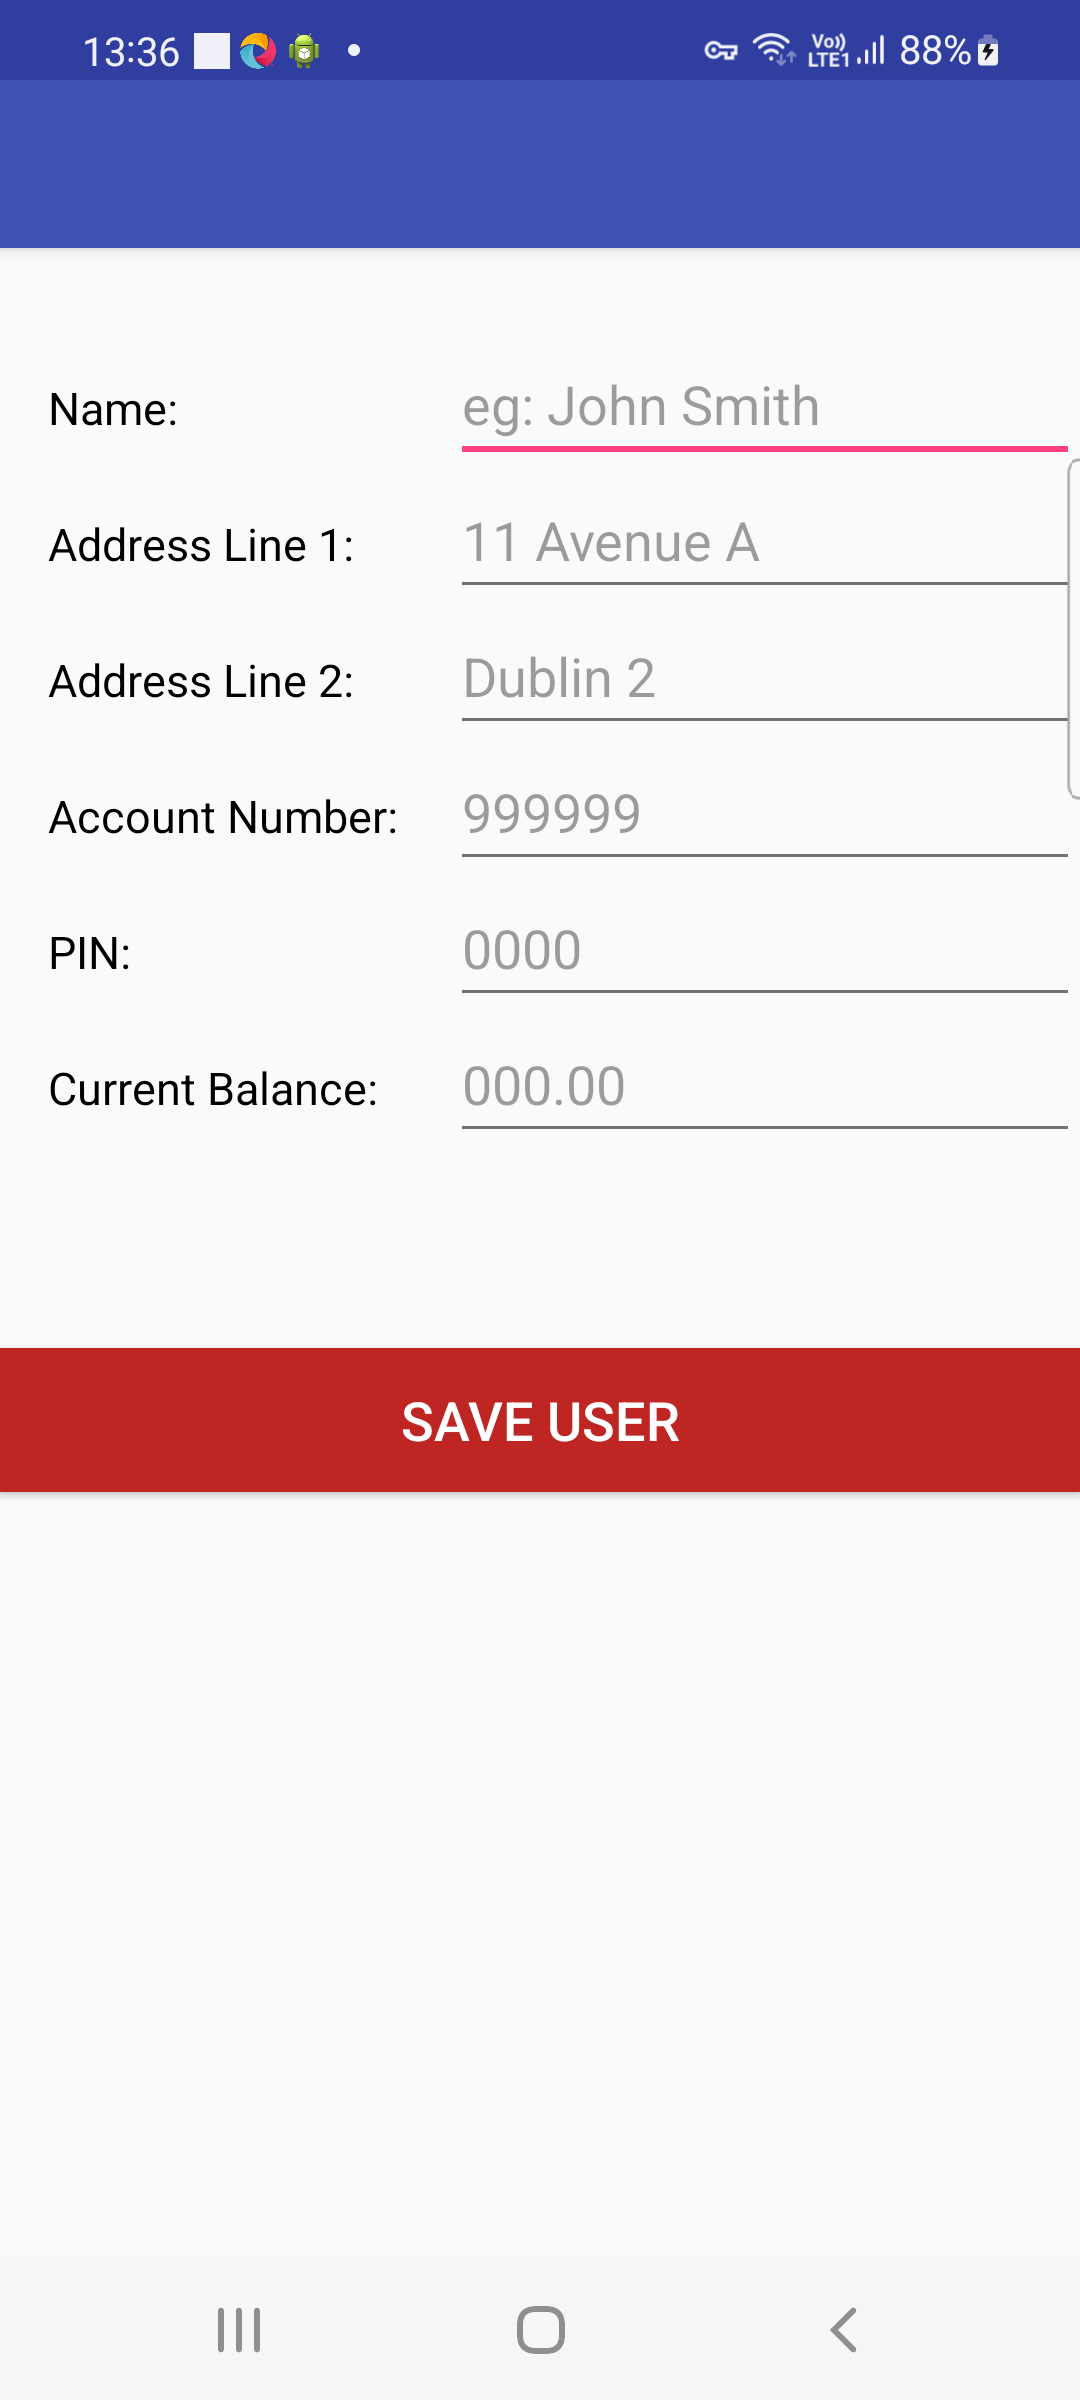 13:36 Vo)) LTE1 88%
Name: eg: John Smith
Address Line 1: 11 Avenue A
Address Line 2: Dublin 2
Account Number: 999999
PIN: 0000
Current Balance: 000.00
SAVE USER